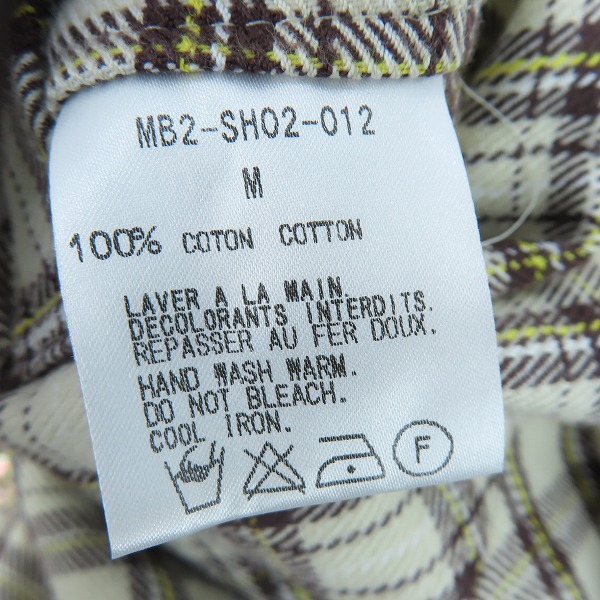 MB2-SH02-012
M
100% COTON COTTON
LAVER A LA MAIN.
DECOLORANTS INTERDITS.
REPASSER AU FER DOUX.
HAND WASH WARM.
DO NOT BLEACH.
COOL IRON.
F